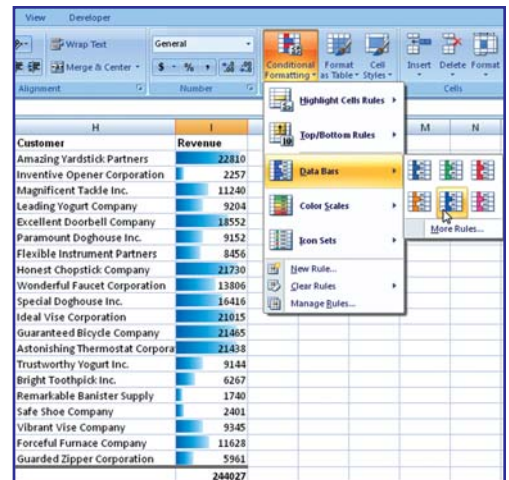 View Developer
Wrap Text General
Merge & Center $ - % , Conditional Formatting Format as Table Cell Styles Insert Delete Format
Alignment Number Cells
Highlight Cells Rules
Top/Bottom Rules
Data Bars
Color Scales
Icon Sets
New Rule...
Clear Rules
Manage Rules...
More Rules...
H I M N
Customer Revenue
Amazing Yardstick Partners 22810
Inventive Opener Corporation 2257
Magnificent Tackle Inc. 11240
Leading Yogurt Company 9204
Excellent Doorbell Company 18552
Paramount Doghouse Inc. 9152
Flexible Instrument Partners 8456
Honest Chopstick Company 21730
Wonderful Faucet Corporation 13806
Special Doghouse Inc. 16416
Ideal Vise Corporation 21015
Guaranteed Bicycle Company 21465
Astonishing Thermostat Corpora 21438
Trustworthy Yogurt Inc. 9144
Bright Toothpick Inc. 6267
Remarkable Banister Supply 1740
Safe Shoe Company 2401
Vibrant Vise Company 9345
Forceful Furnace Company 11628
Guarded Zipper Corporation 5961
244027